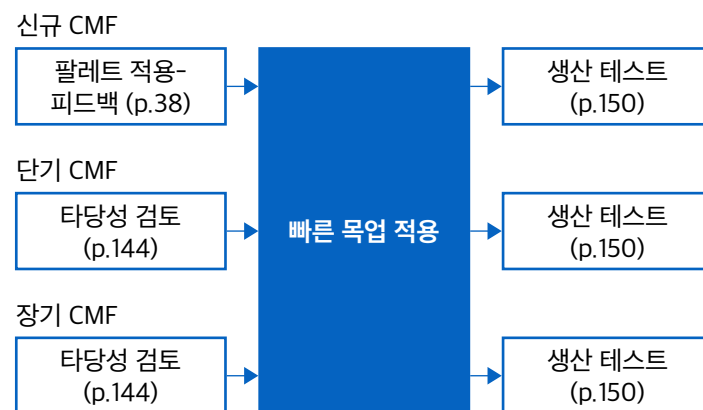 신규 CMF
팔레트 적용-
피드백 (p.38)
생산 테스트
(p.150)
단기 CMF
타당성 검토
(p.144)
빠른 목업 적용
생산 테스트
(p.150)
장기 CMF
타당성 검토
(p.144)
생산 테스트
(p.150)